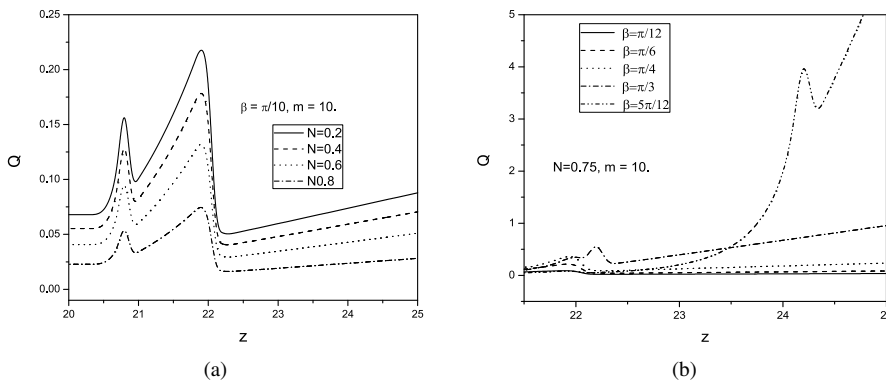 0.25
0.20
0.15
0.10
0.05
0.00
Q
β = π/10, m = 10.
N=0.2
N=0.4
N=0.6
N0.8
20 21 22 23 24 25
z
(a)
5
4
3
2
1
0
Q
β=π/12
β=π/6
β=π/4
β=π/3
β=5π/12
N=0.75, m = 10.
22 23 24
z
(b)